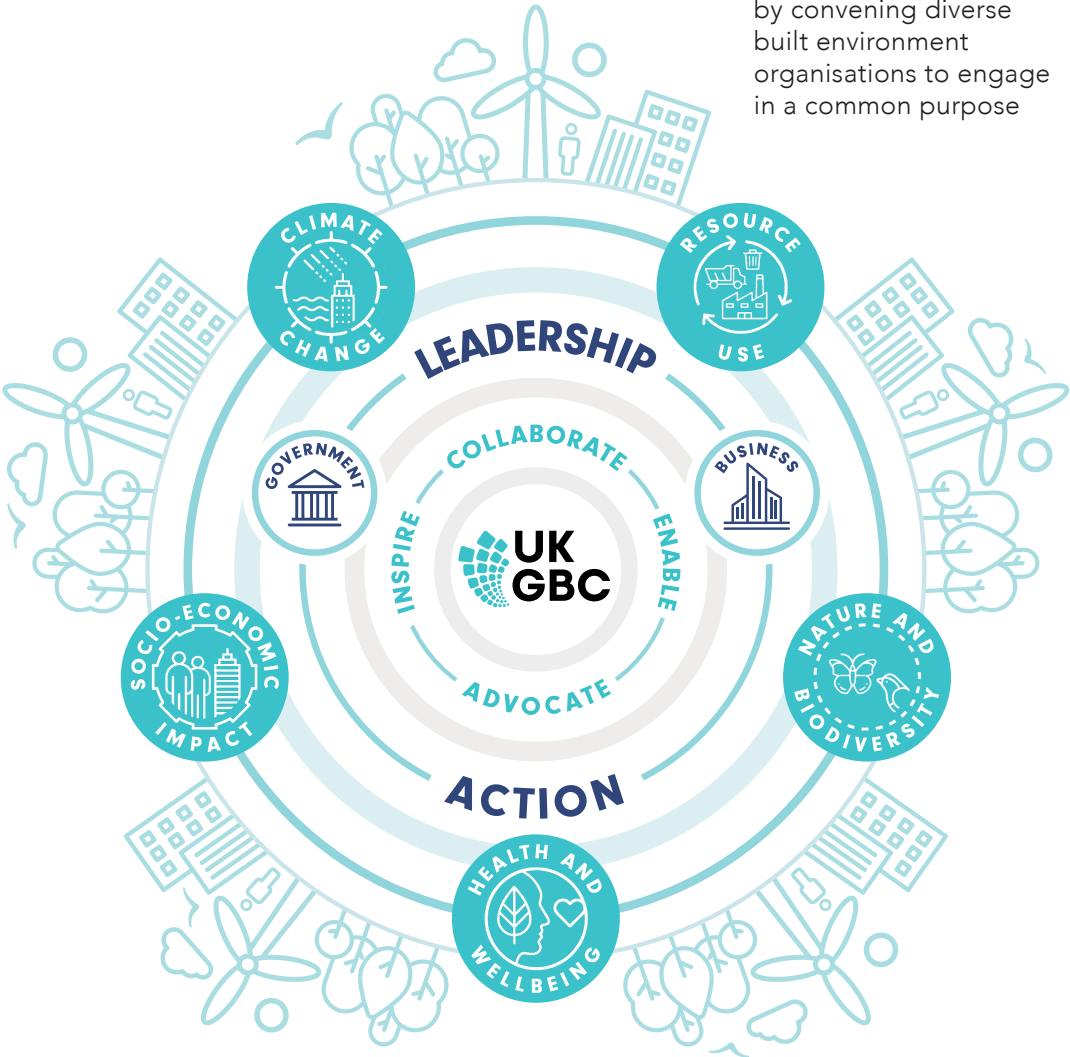 by convening diverse
built environment
organisations to engage
in a common purpose
CLIMATE
CHANGE
RESOURCE
USE
LEADERSHIP
GOVERNMENT
BUSINESS
COLLABORATE
INSPIRE
ENABLE
UK
GBC
ADVOCATE
SOCIO-ECONOMIC
IMPACT
NATURE AND
BIODIVERSITY
ACTION
HEALTH AND
WELLBEING